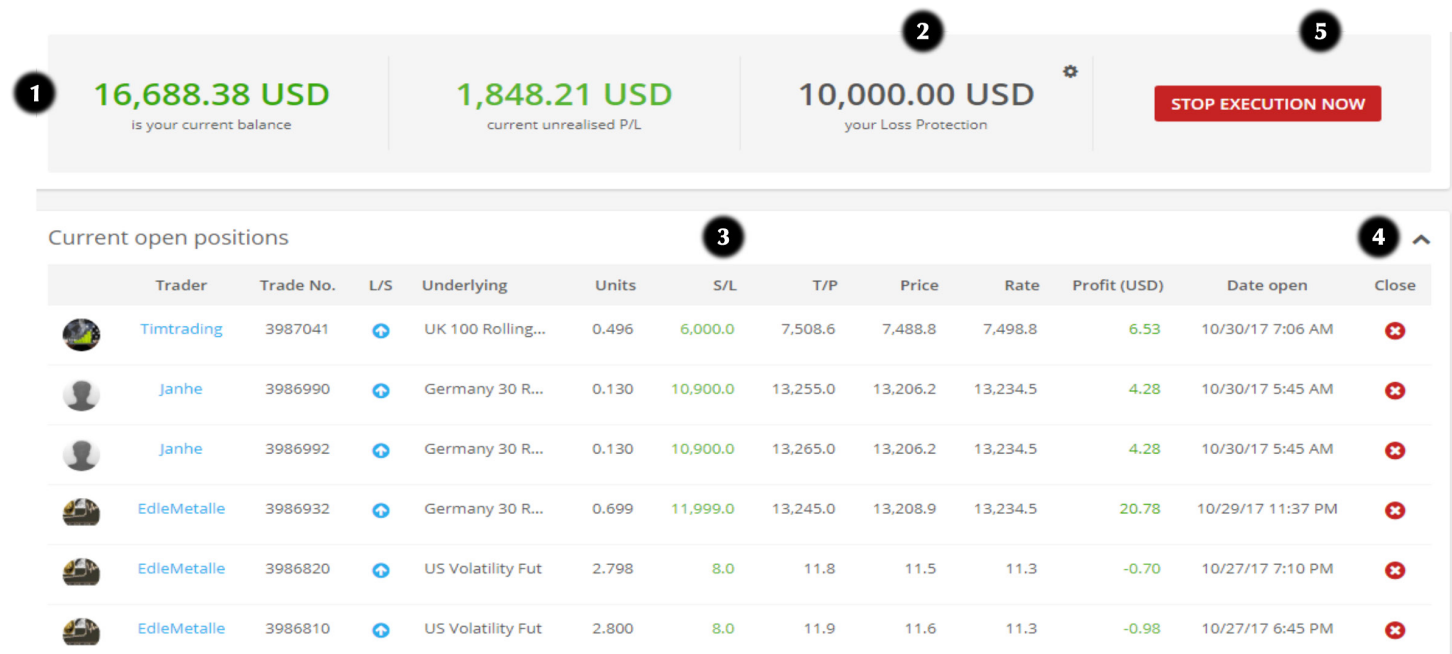 2 5
1 16,688.38 USD 1,848.21 USD 10,000.00 USD STOP EXECUTION NOW
is your current balance current unrealised P/L your Loss Protection
Current open positions 3 4
Trader Trade No. L/S Underlying Units S/L T/P Price Rate Profit (USD) Date open Close
Timtrading 3987041 UK 100 Rolling... 0.496 6,000.0 7,508.6 7,488.8 7,498.8 6.53 10/30/17 7:06 AM
Janhe 3986990 Germany 30 R... 0.130 10,900.0 13,255.0 13,206.2 13,234.5 4.28 10/30/17 5:45 AM
Janhe 3986992 Germany 30 R... 0.130 10,900.0 13,265.0 13,206.2 13,234.5 4.28 10/30/17 5:45 AM
EdleMetalle 3986932 Germany 30 R... 0.699 11,999.0 13,245.0 13,208.9 13,234.5 20.78 10/29/17 11:37 PM
EdleMetalle 3986820 US Volatility Fut 2.798 8.0 11.8 11.5 11.3 -0.70 10/27/17 7:10 PM
EdleMetalle 3986810 US Volatility Fut 2.800 8.0 11.9 11.6 11.3 -0.98 10/27/17 6:45 PM